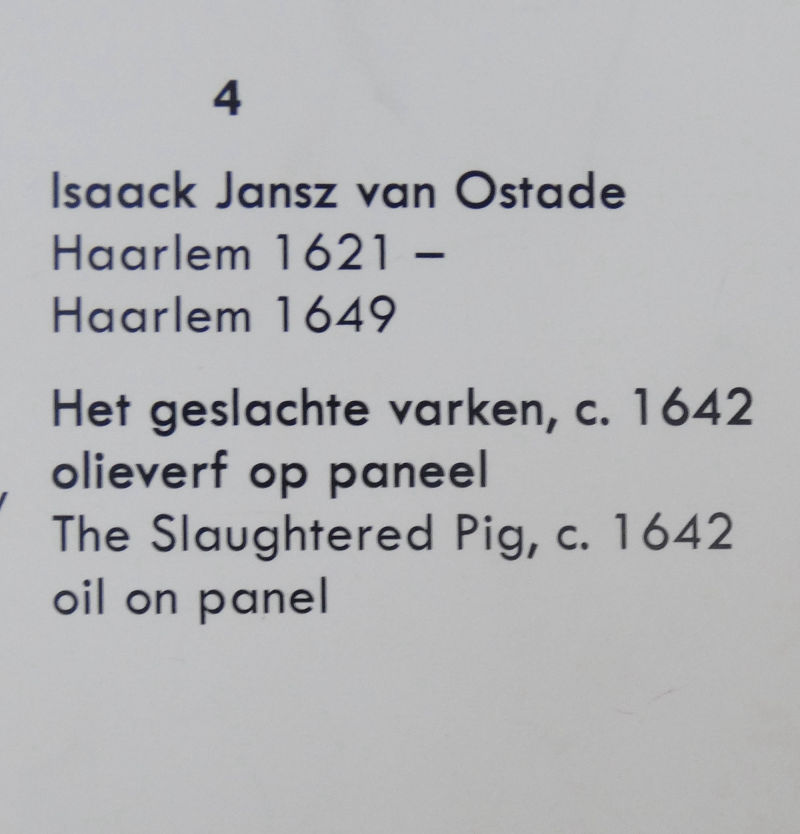 4
Isaack Jansz van Ostade
Haarlem 1621 –
Haarlem 1649
Het geslachte varken, c. 1642
olieverf op paneel
The Slaughtered Pig, c. 1642
oil on panel